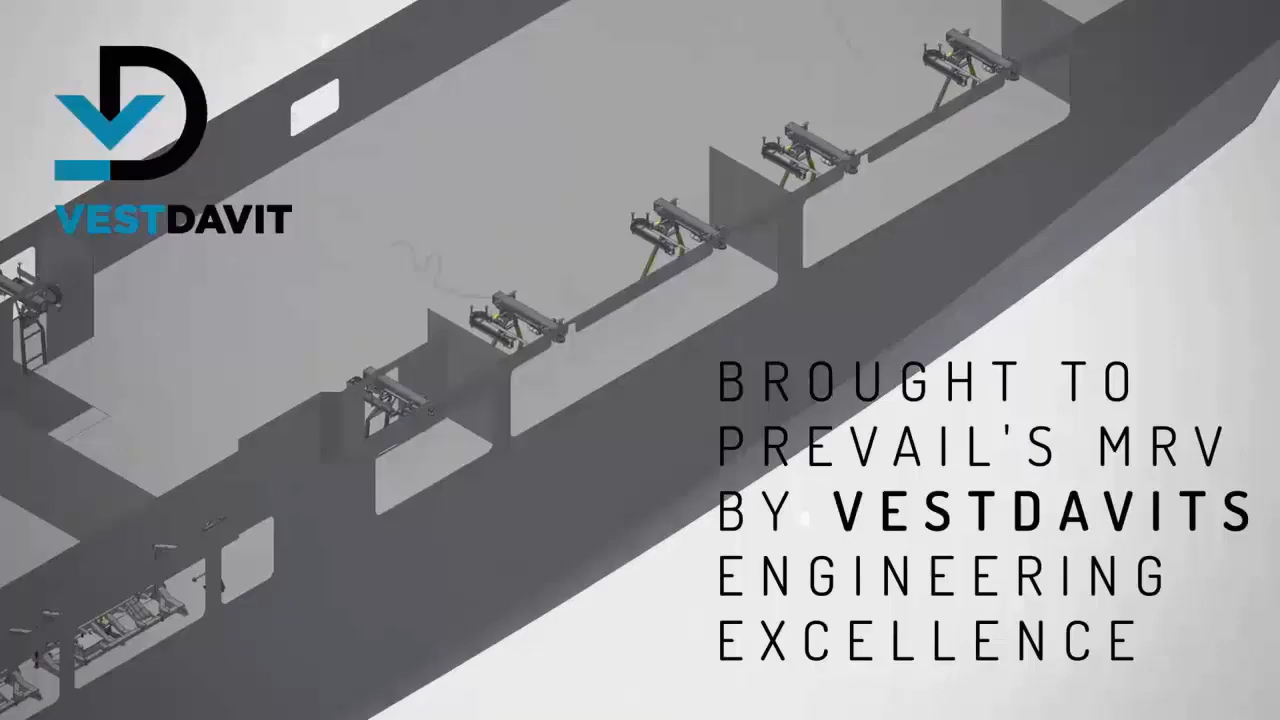 VESTDAVIT
BROUGHT TO
PREVAIL'S MRV
BY VESTDAVITS
ENGINEERING
EXCELLENCE